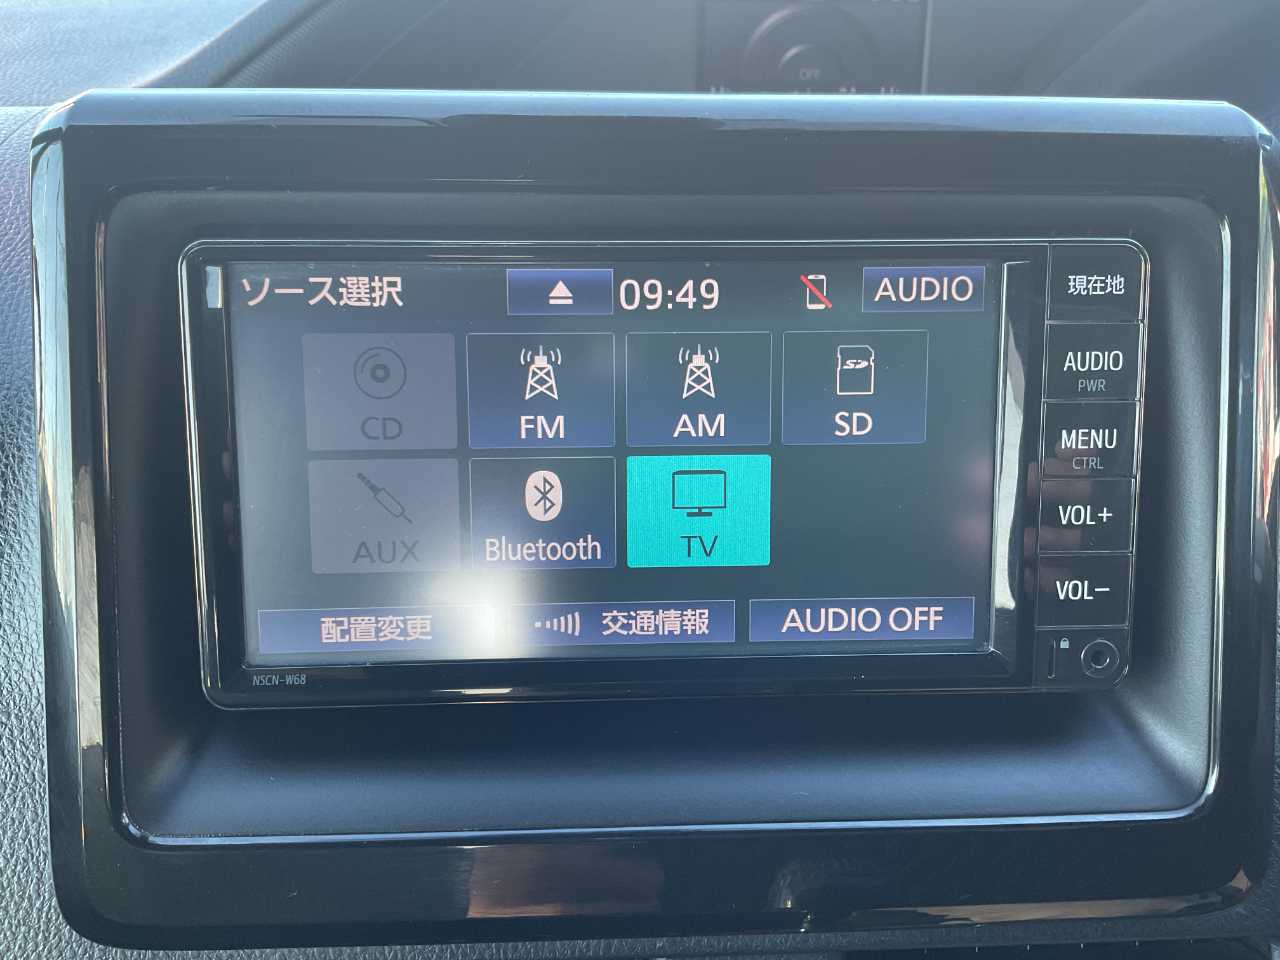 OFF
ソース選択
09:49
AUDIO
CD
FM
AM
SD
AUX
Bluetooth
TV
配置変更
交通情報
AUDIO OFF
現在地
AUDIO
PWR
MENU
CTRL
VOL+
VOL−
NSCN-W68